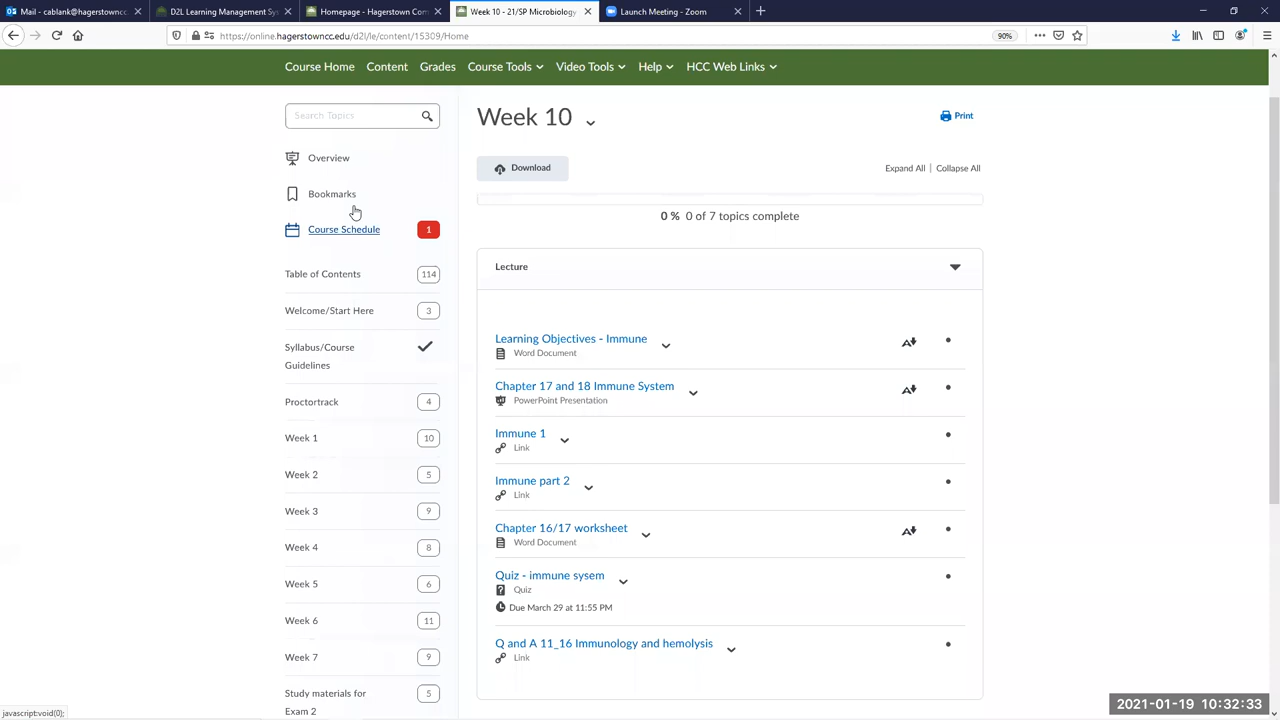 Mail - cablank@hagerstowncc.
D2L Learning Management Sys
Homepage - Hagerstown Com
Week 10 - 21/SP Microbiology
Launch Meeting - Zoom
https://online.hagerstowncc.edu/d2l/le/content/15309/Home
90%
Course Home
Content
Grades
Course Tools
Video Tools
Help
HCC Web Links
Search Topics
Overview
Bookmarks
Course Schedule 1
Table of Contents 114
Welcome/Start Here 3
Syllabus/Course
Guidelines
Proctortrack 4
Week 1 10
Week 2 5
Week 3 9
Week 4 8
Week 5 6
Week 6 11
Week 7 9
Study materials for 5
Exam 2
Week 10
Print
Download
Expand All | Collapse All
0 % 0 of 7 topics complete
Lecture
Learning Objectives - Immune
Word Document
Chapter 17 and 18 Immune System
PowerPoint Presentation
Immune 1
Link
Immune part 2
Link
Chapter 16/17 worksheet
Word Document
Quiz - immune sysem
Quiz
Due March 29 at 11:55 PM
Q and A 11_16 Immunology and hemolysis
Link
javascript:void(0);
2021-01-19 10:32:33